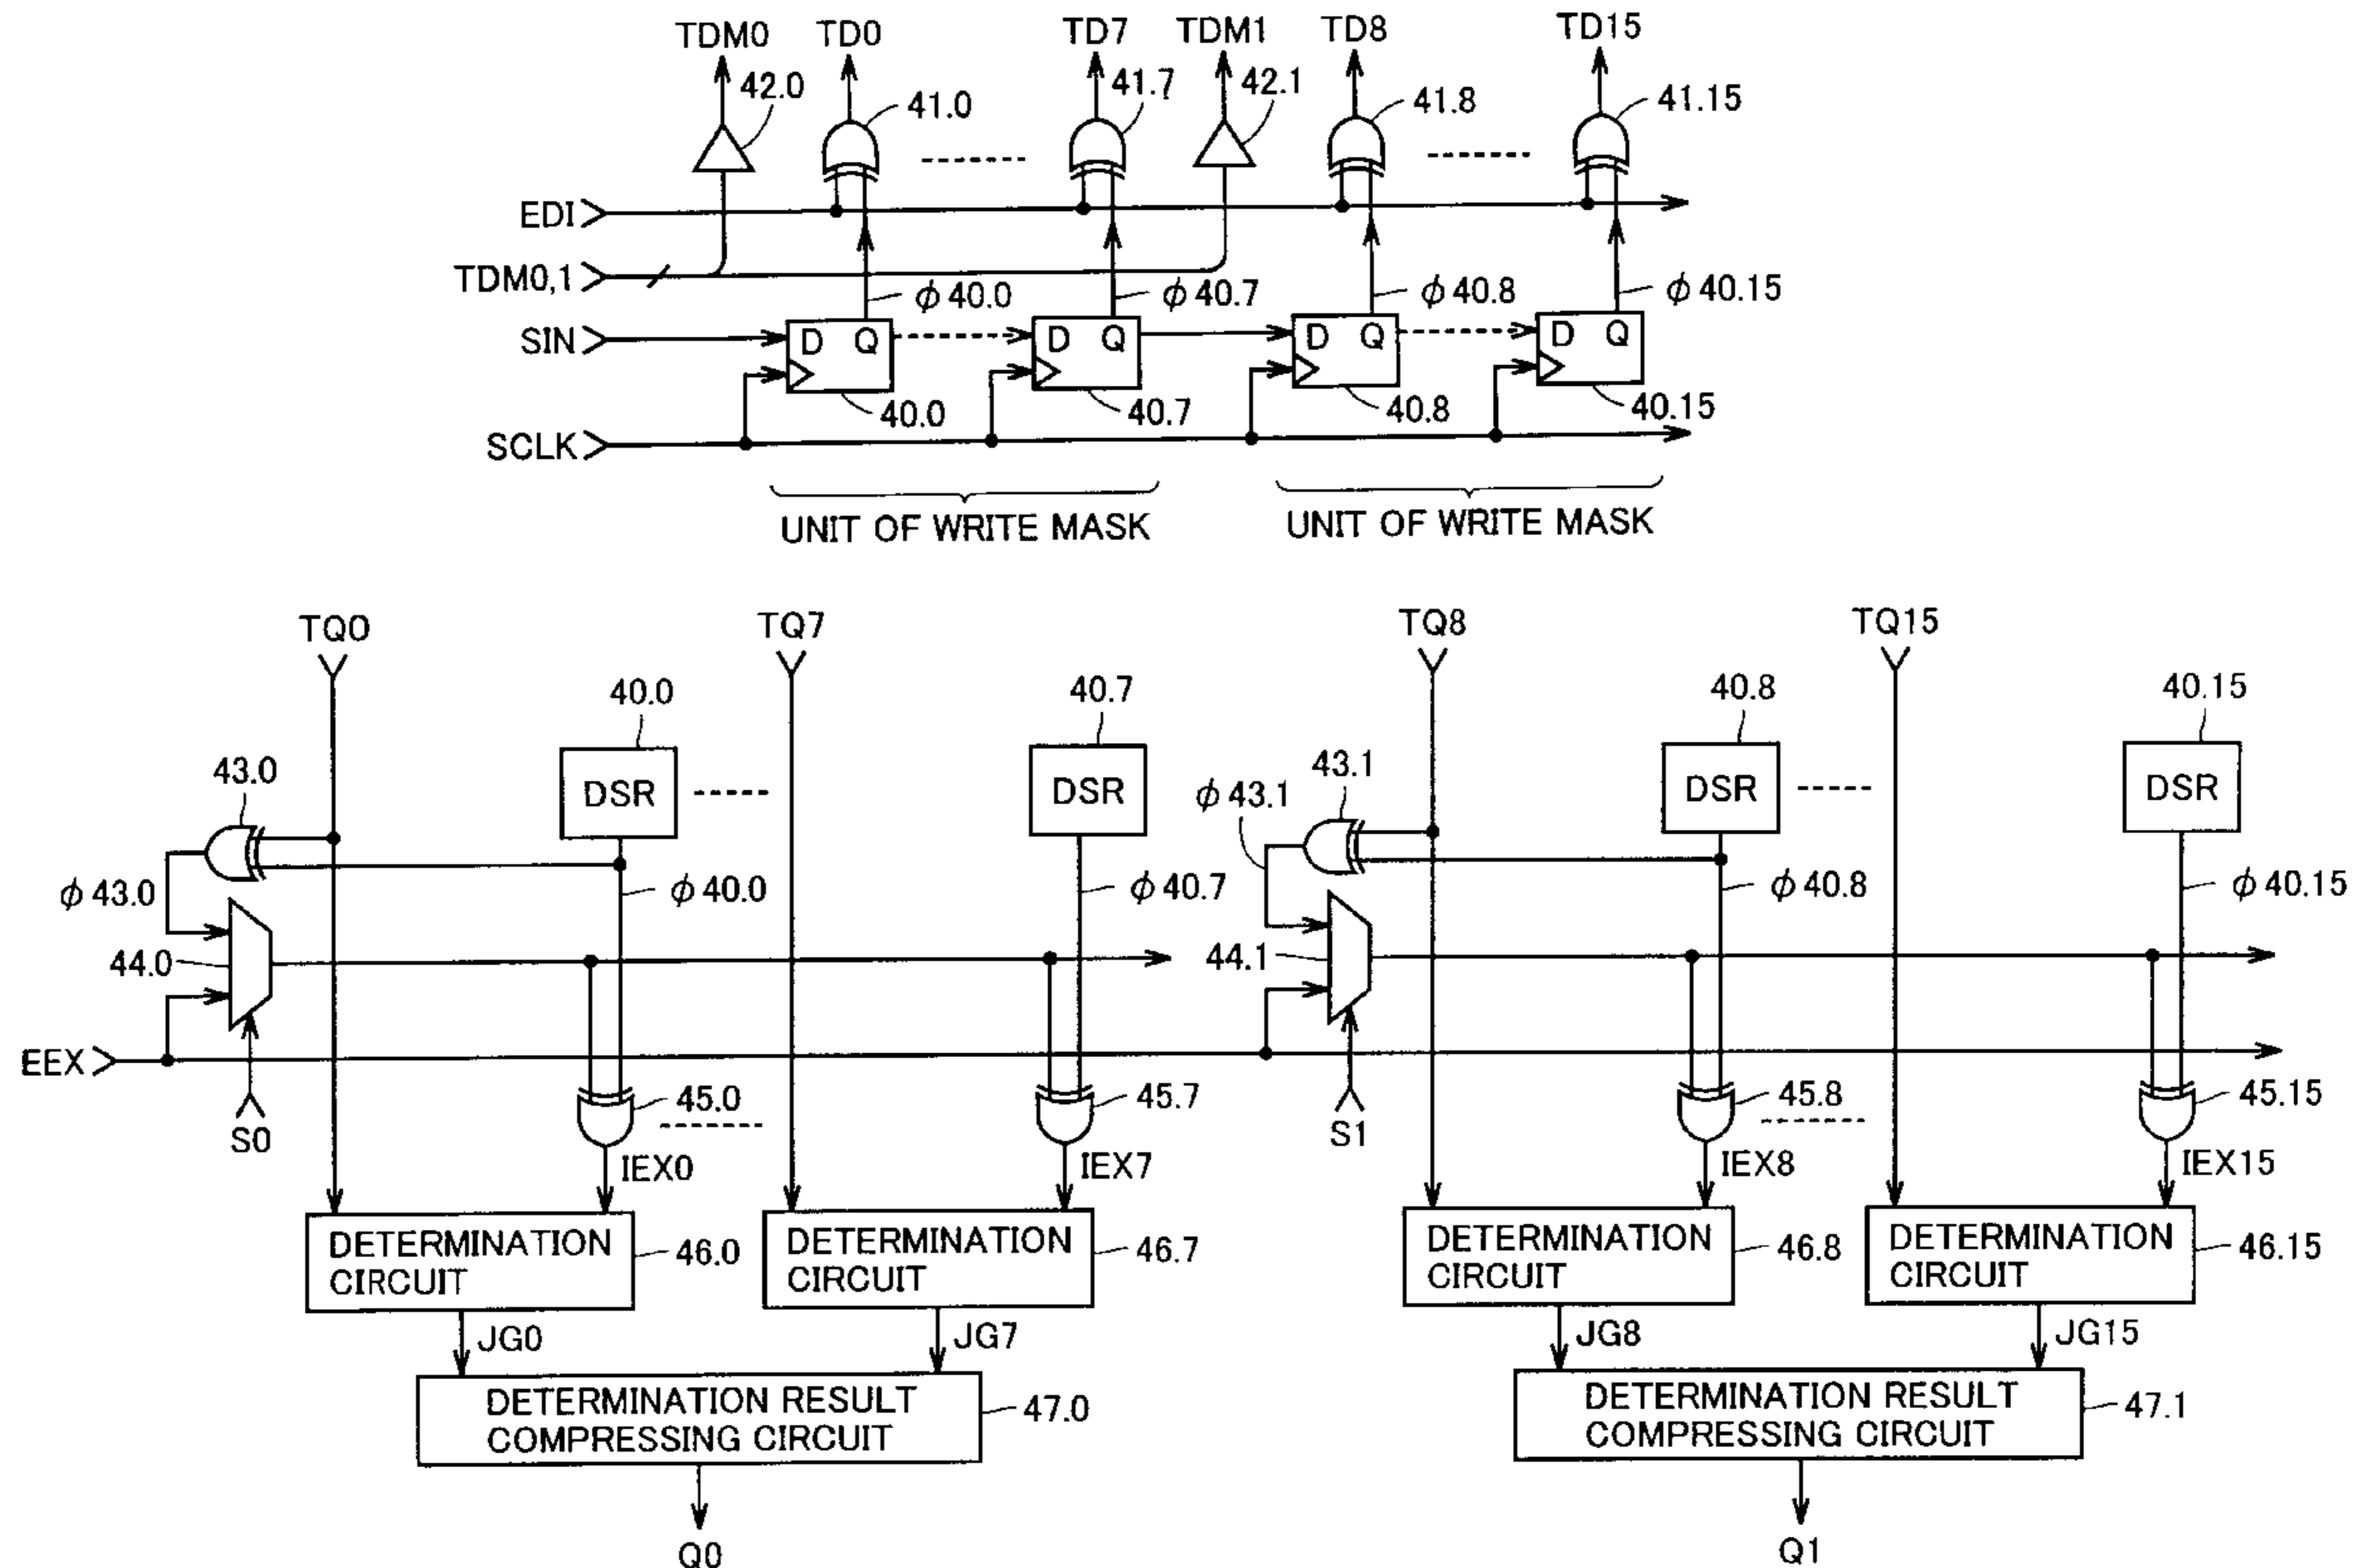 TDM0 TD0 TD7 TDM1 TD8 TD15
42.0 41.0 41.7 42.1 41.8 41.15
EDI
TDM0,1
φ40.0 φ40.7 φ40.8 φ40.15
SIN
D Q D Q D Q D Q
40.0 40.7 40.8 40.15
SCLK
UNIT OF WRITE MASK UNIT OF WRITE MASK
TQ0 TQ7 TQ8 TQ15
40.0 40.7 40.8 40.15
43.0 DSR DSR φ43.1 43.1 DSR DSR
φ43.0 φ40.0 φ40.7 φ40.8 φ40.15
44.0 44.1
EEX
45.0 45.7 45.8 45.15
S0 S1
IEX0 IEX7 IEX8 IEX15
DETERMINATION DETERMINATION DETERMINATION DETERMINATION
CIRCUIT CIRCUIT CIRCUIT CIRCUIT
46.0 46.7 46.8 46.15
JG0 JG7 JG8 JG15
DETERMINATION RESULT DETERMINATION RESULT
COMPRESSING CIRCUIT COMPRESSING CIRCUIT
47.0 47.1
Q0 Q1